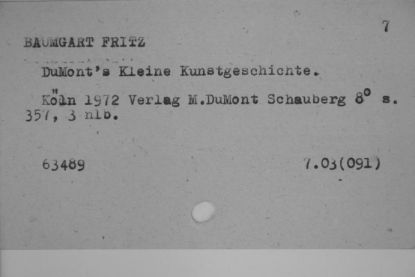 7
BAUMGART FRITZ
DuMont's Kleine Kunstgeschichte.
Köln 1972 Verlag M.DuMont Schauberg 8° s.
357, 3 nlb.
63489 7.03(091)